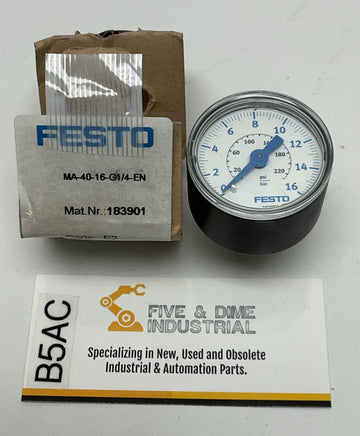 FESTO
MA-40-16-G1/4-EN
Mat.Nr.:183901
0 2 4 6 8 10 12 14 16
20 60 100 140 180 220
psi
bar
FESTO
B5AC
FIVE & DIME
INDUSTRIAL
Specializing in New, Used and Obsolete
Industrial & Automation Parts.